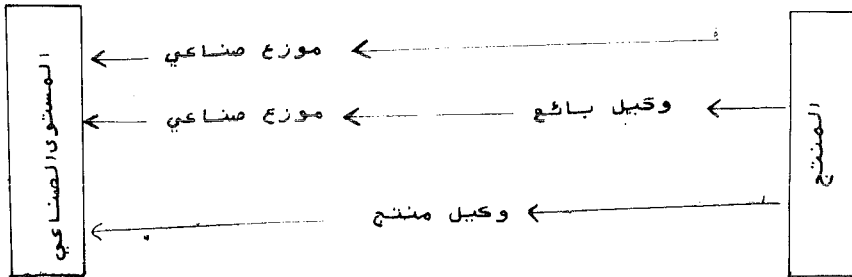 المنتج
موزع صناعي
وكيل بائع
موزع صناعي
وكيل منتج
المستوى الصناعي